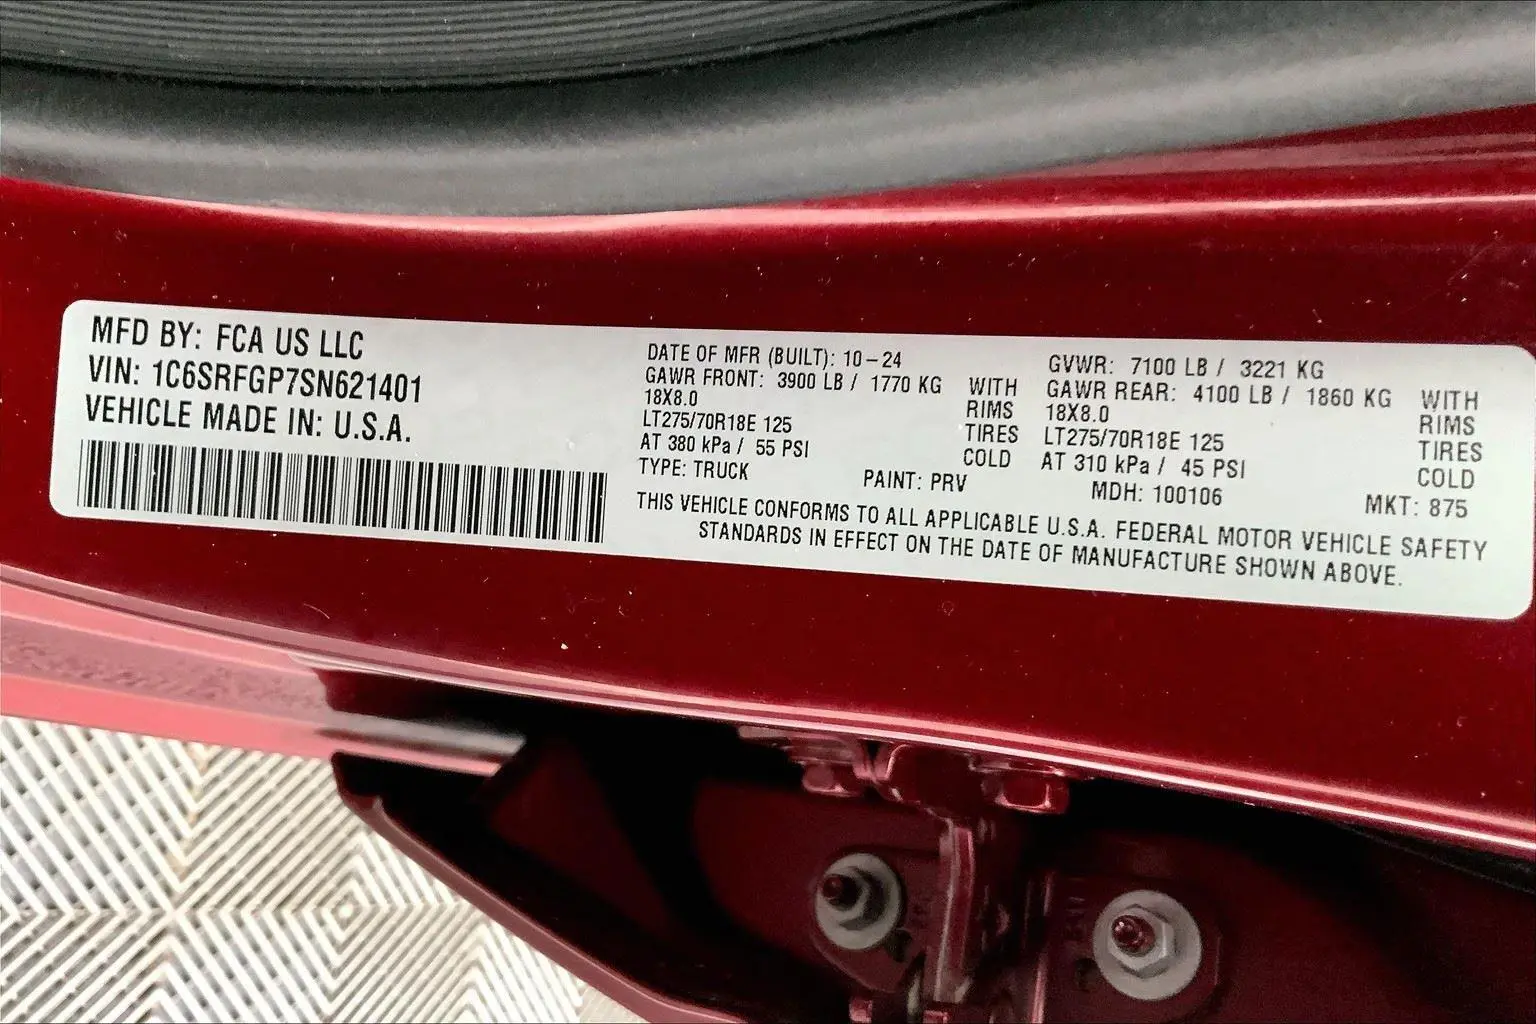 MFD BY: FCA US LLC
VIN: 1C6SRFGP7SN621401
VEHICLE MADE IN: U.S.A.
DATE OF MFR (BUILT): 10-24
GAWR FRONT: 3900 LB / 1770 KG WITH
18X8.0 RIMS
LT275/70R18E 125 TIRES
AT 380 kPa / 55 PSI COLD
GVWR: 7100 LB / 3221 KG
GAWR REAR: 4100 LB / 1860 KG WITH
18X8.0 RIMS
LT275/70R18E 125 TIRES
AT 310 kPa / 45 PSI COLD
TYPE: TRUCK PAINT: PRV MDH: 100106 MKT: 875
THIS VEHICLE CONFORMS TO ALL APPLICABLE U.S.A. FEDERAL MOTOR VEHICLE SAFETY
STANDARDS IN EFFECT ON THE DATE OF MANUFACTURE SHOWN ABOVE.